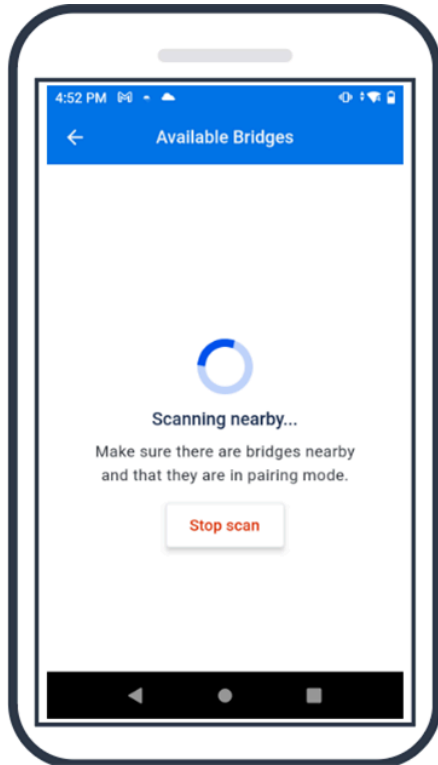 4:52 PM
Available Bridges
Scanning nearby...
Make sure there are bridges nearby
and that they are in pairing mode.
Stop scan